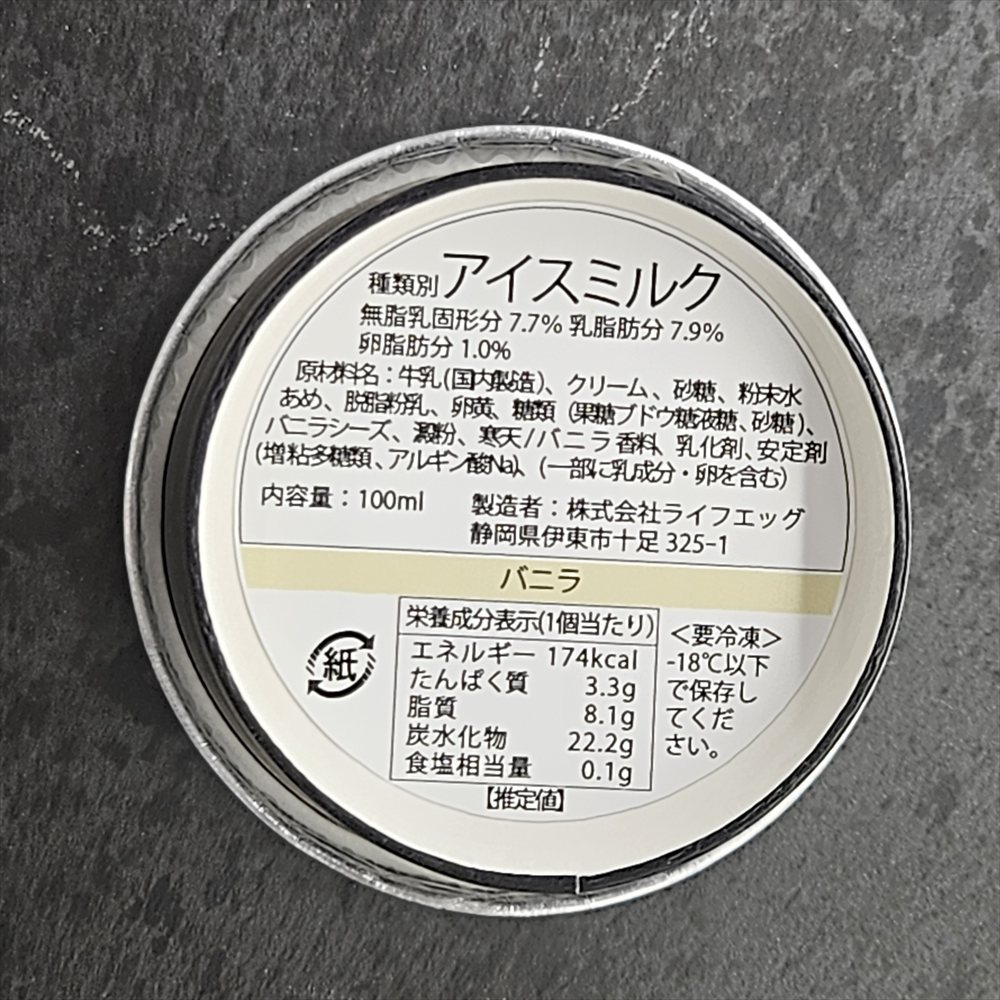 種類別アイスミルク
無脂乳固形分 7.7% 乳脂肪分 7.9%
卵脂肪分 1.0%
原材料名：牛乳(国内製造)、クリーム、砂糖、粉末水
あめ、脱脂粉乳、卵黄、糖類（果糖ブドウ糖液糖、砂糖)、
バニラシーズ、澱粉、寒天/バニラ香料、乳化剤、安定剤
(増粘多糖類、アルギン酸Na)、(一部に乳成分・卵を含む)
内容量：100ml
製造者：株式会社ライフエッグ
静岡県伊東市十足 325-1
バニラ
紙
栄養成分表示(1個当たり)
エネルギー 174kcal
たんぱく質 3.3g
脂質 8.1g
炭水化物 22.2g
食塩相当量 0.1g
【推定値】
＜要冷凍＞
-18℃以下
で保存し
てくだ
さい。